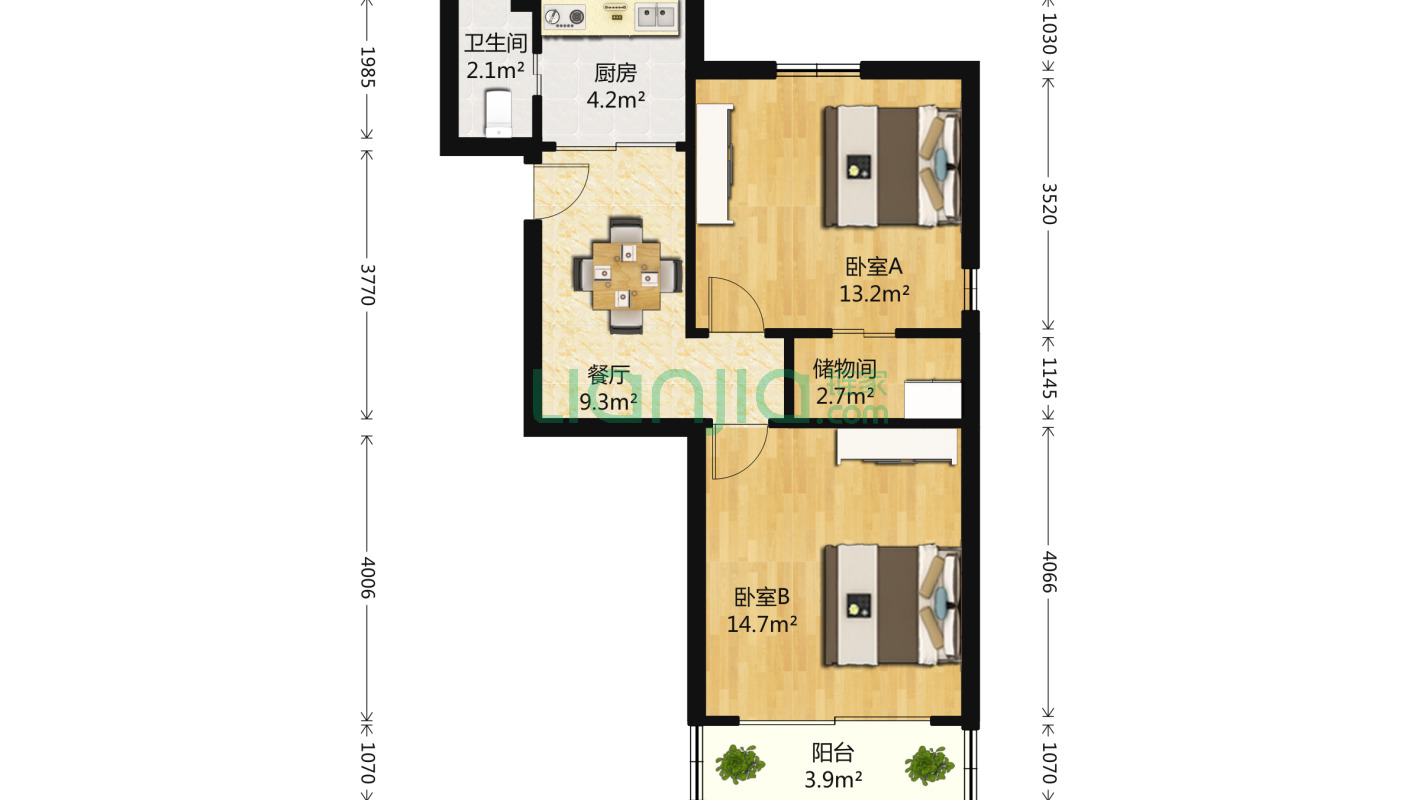 1985
3770
4006
1070
卫生间
2.1m²
厨房
4.2m²
卧室A
13.2m²
储物间
2.7m²
餐厅
9.3m²
卧室B
14.7m²
阳台
3.9m²
lianjia.com
链家
1030
3520
1145
4066
1070